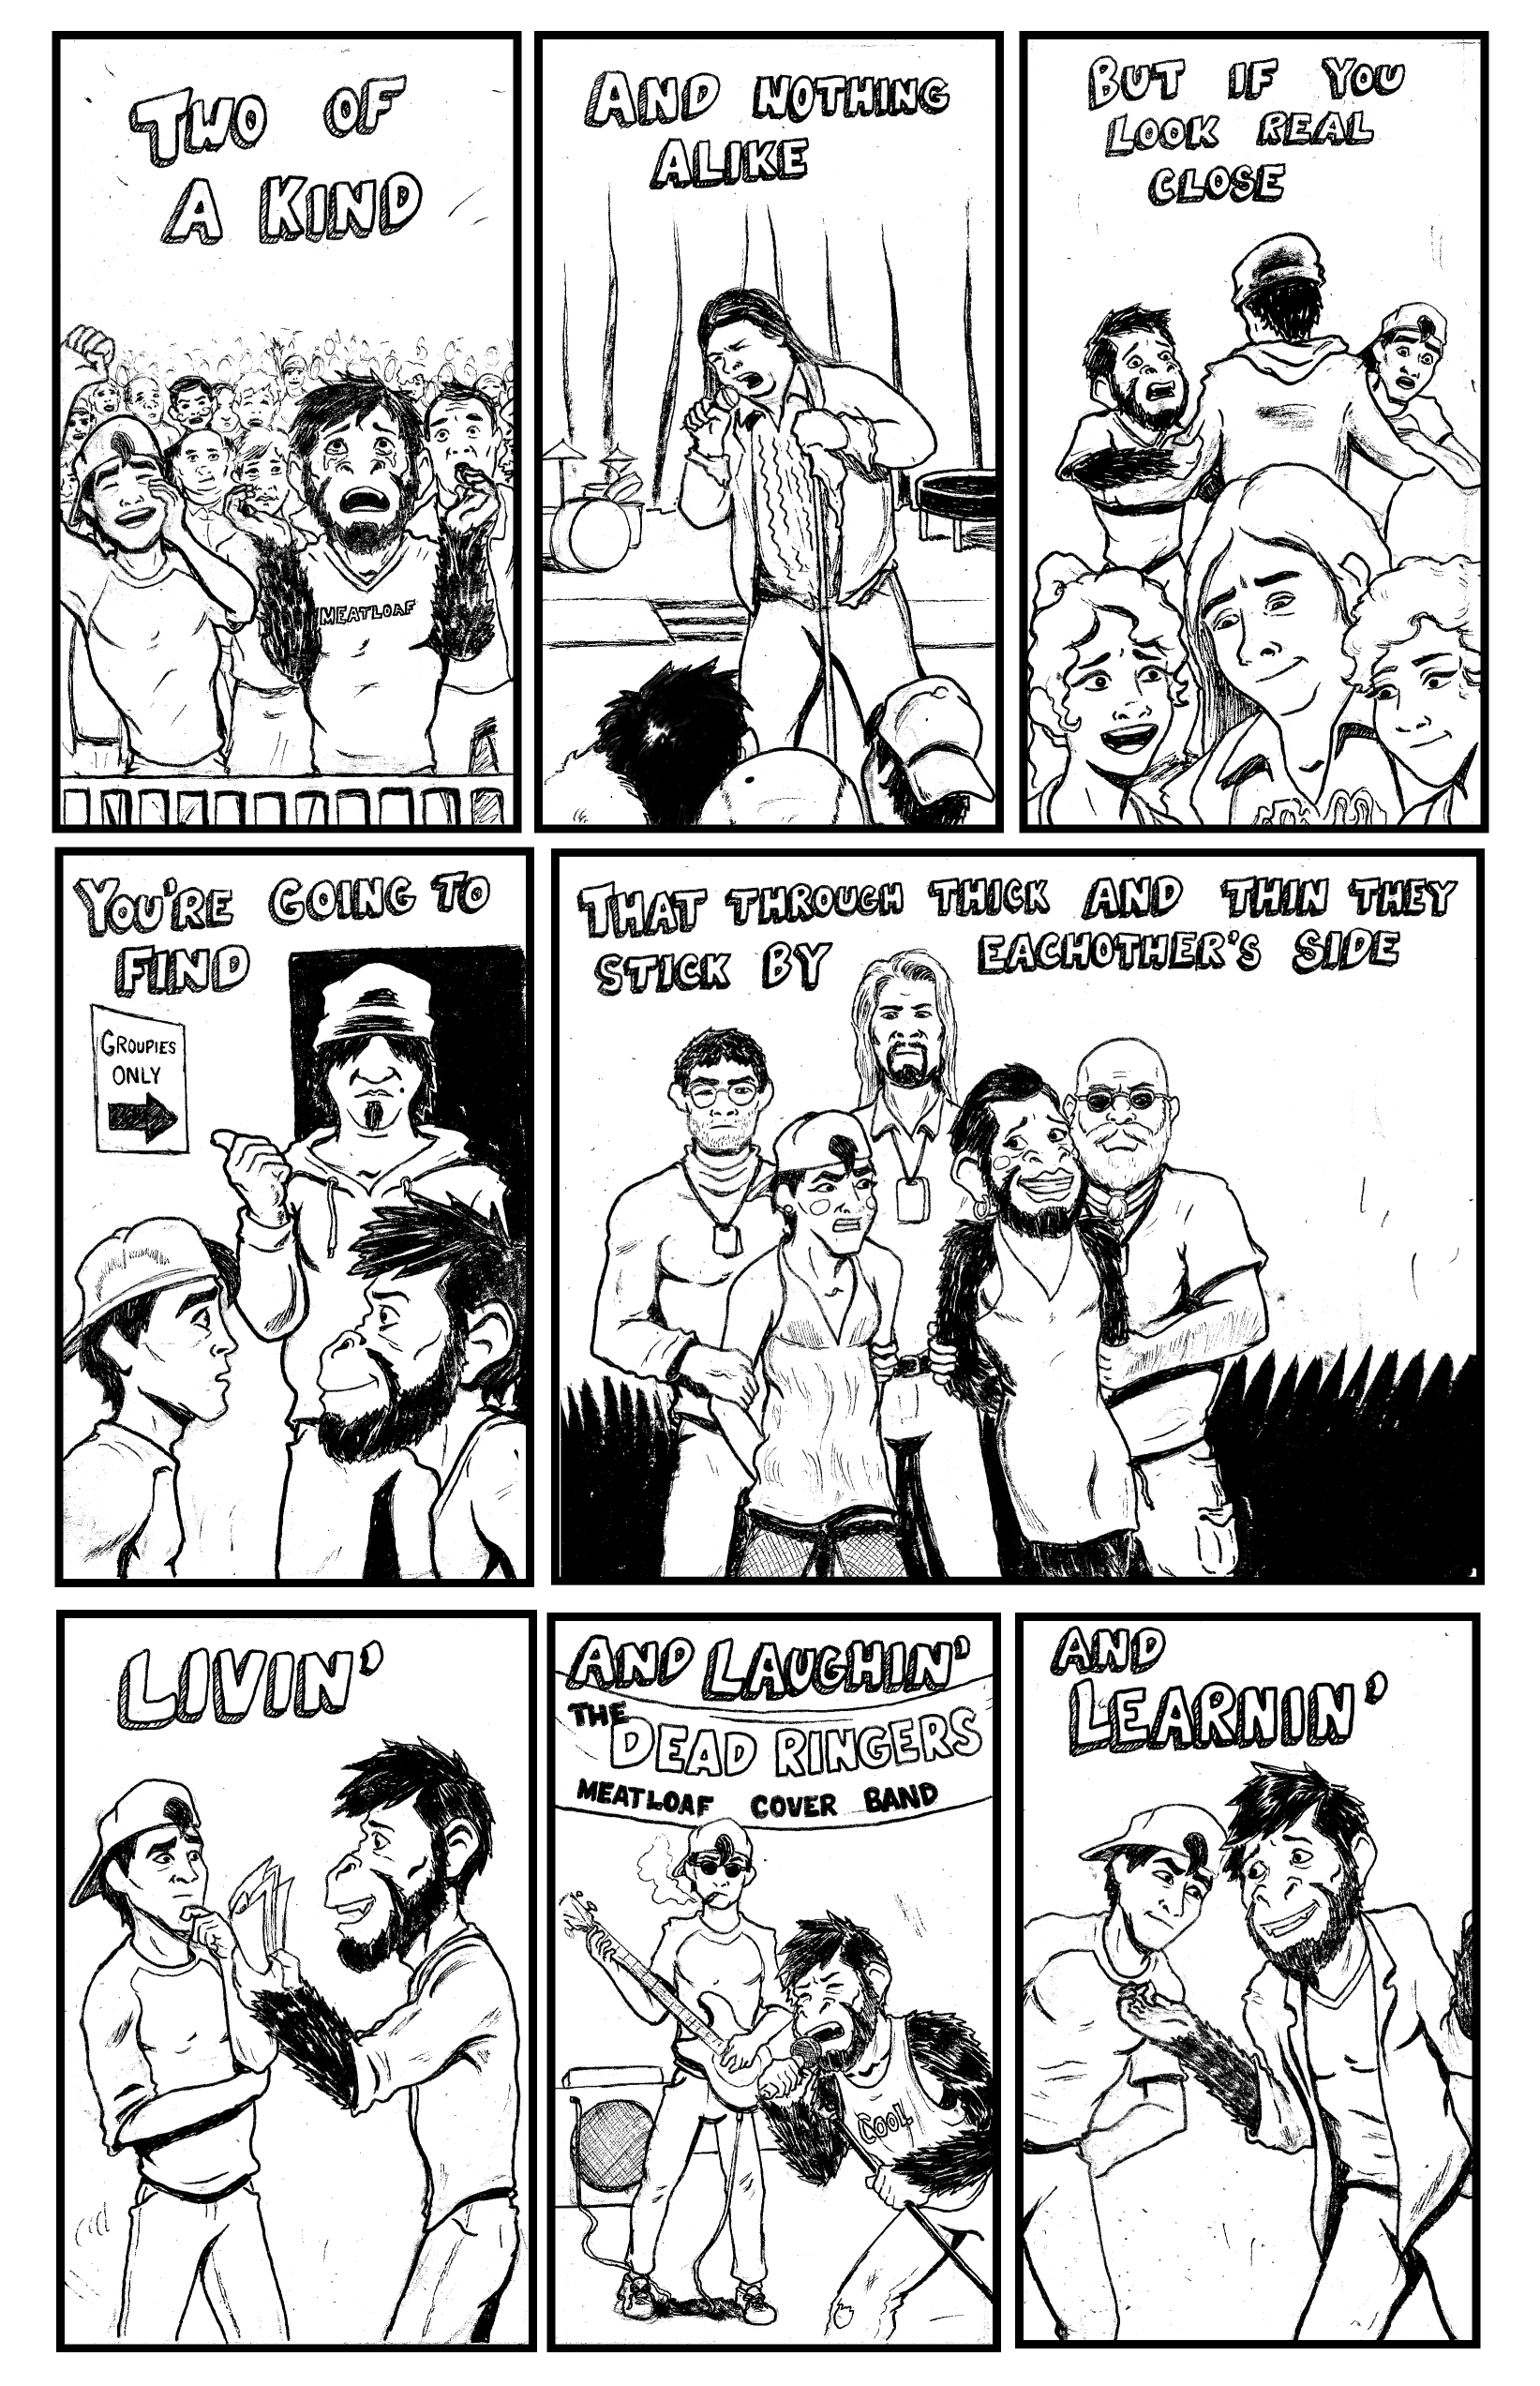 TWO OF
A KIND
MEATLOAF
AND NOTHING
ALIKE
BUT IF YOU
LOOK REAL
CLOSE
YOU'RE GOING TO
FIND
GROUPIES
ONLY
THAT THROUGH THICK AND THIN THEY
STICK BY EACHOTHER'S SIDE
LIVIN'
AND LAUGHIN'
THE DEAD RINGERS
MEATLOAF COVER BAND
COOL
AND
LEARNIN'